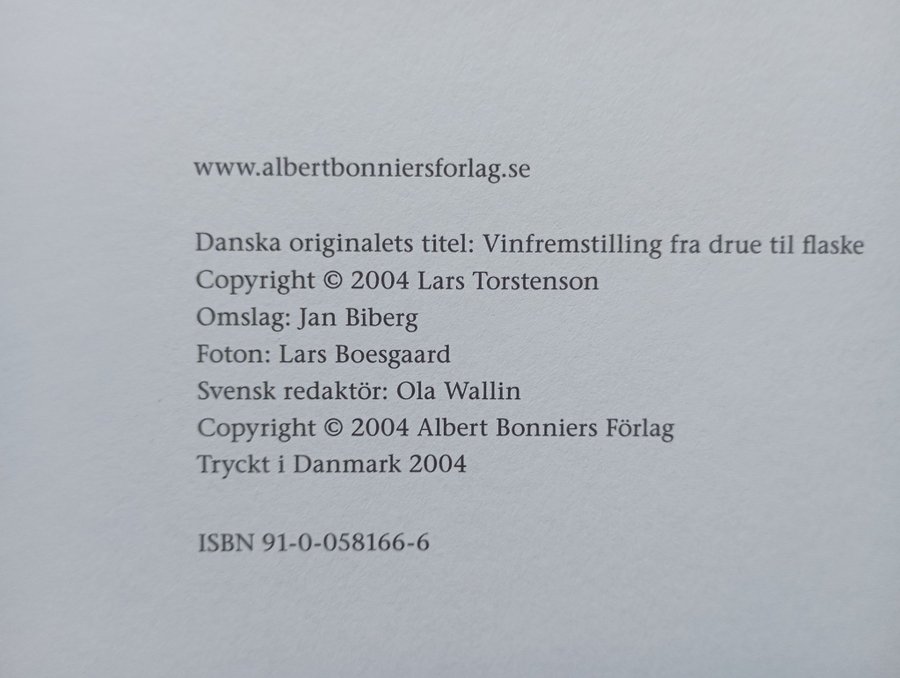 www.albertbonniersforlag.se
Danska originalets titel: Vinfremstilling fra drue til flaske
Copyright © 2004 Lars Torstenson
Omslag: Jan Biberg
Foton: Lars Boesgaard
Svensk redaktör: Ola Wallin
Copyright © 2004 Albert Bonniers Förlag
Tryckt i Danmark 2004
ISBN 91-0-058166-6